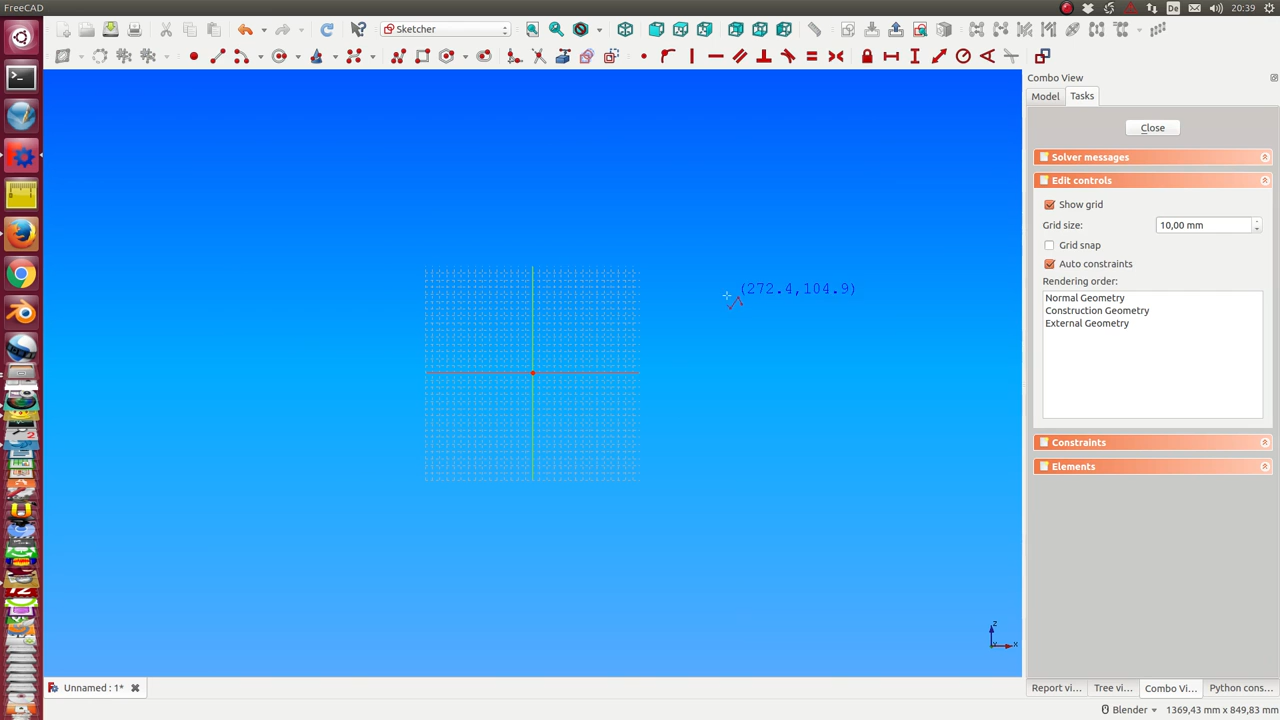 FreeCAD
De
20:39
Sketcher
Combo View
Model Tasks
Close
Solver messages
Edit controls
Show grid
Grid size: 10,00 mm
Grid snap
Auto constraints
Rendering order:
Normal Geometry
Construction Geometry
External Geometry
Constraints
Elements
(272.4,104.9)
z
x
Unnamed : 1*
Report vi... Tree vi... Combo Vi... Python cons...
Blender 1369,43 mm x 849,83 mm